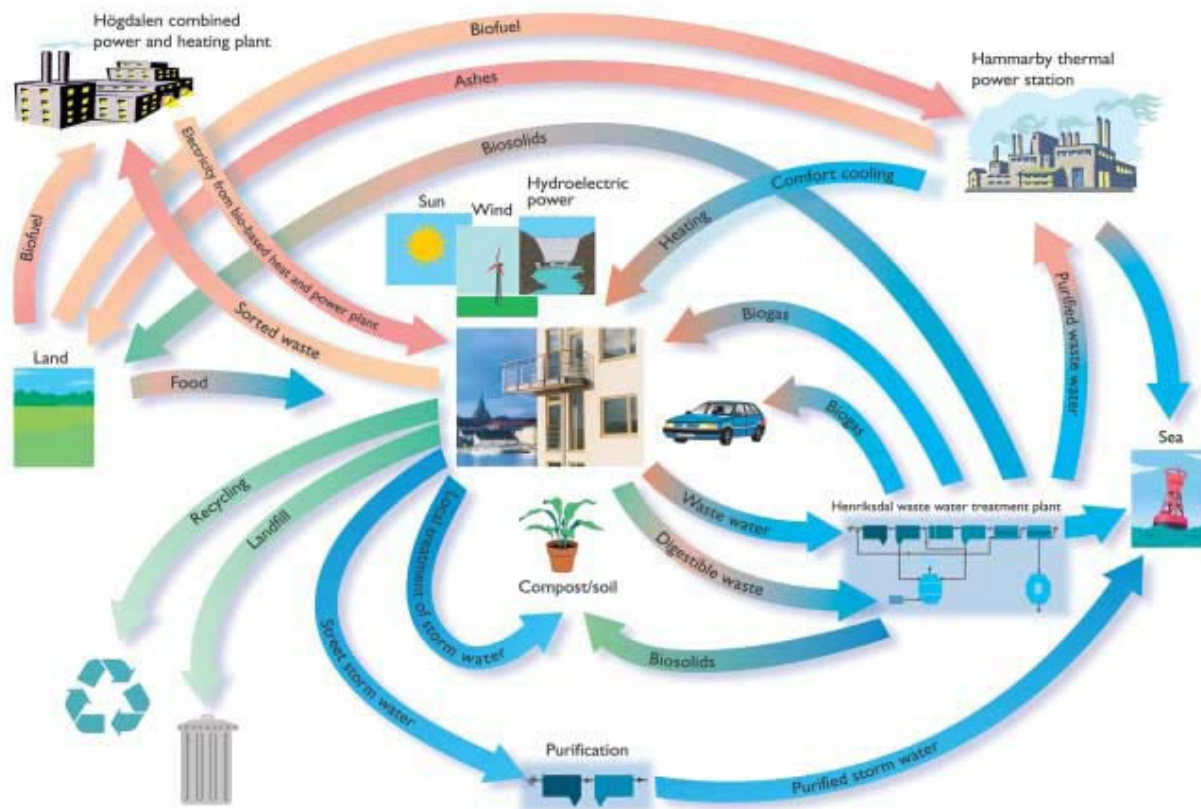 Högdalen combined
power and heating plant
Biofuel
Hammarby thermal
power station
Ashes
Electricity from bio-based heat and power plant
Biosolids
Comfort cooling
Heating
Sun
Wind
Hydroelectric
power
Biofuel
Sorted waste
Purified waste water
Biogas
Land
Food
Biogas
Sea
Recycling
Landfill
Waste water
Henriksdal waste water treatment plant
Digestible waste
Local treatment of storm water
Compost/soil
Biosolids
Street storm water
Purification
Purified storm water